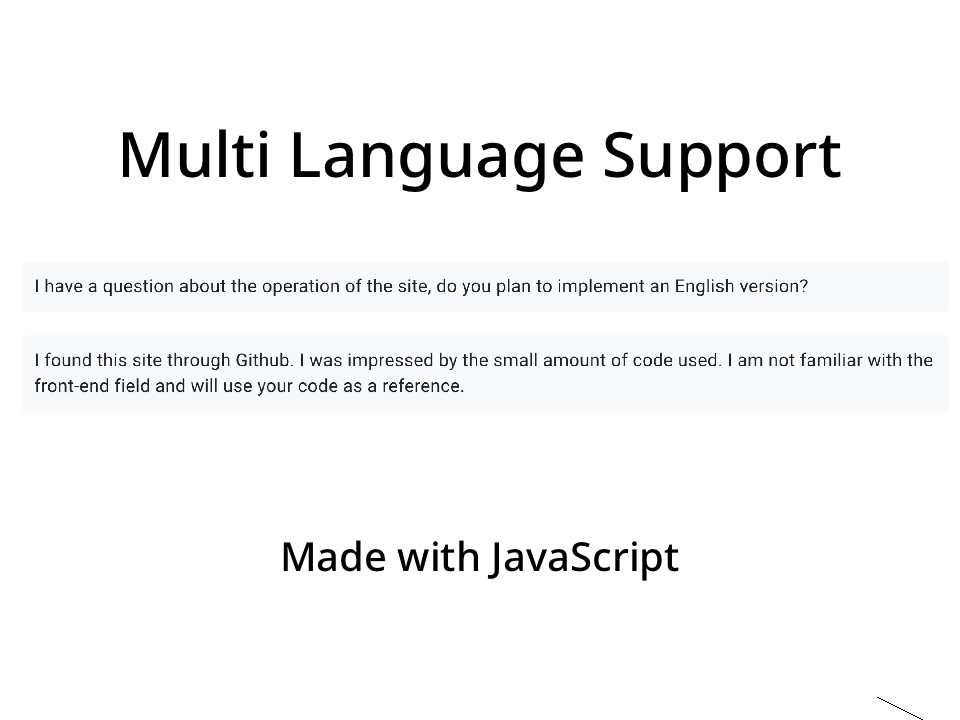 Multi Language Support
I have a question about the operation of the site, do you plan to implement an English version?
I found this site through Github. I was impressed by the small amount of code used. I am not familiar with the
front-end field and will use your code as a reference.
Made with JavaScript